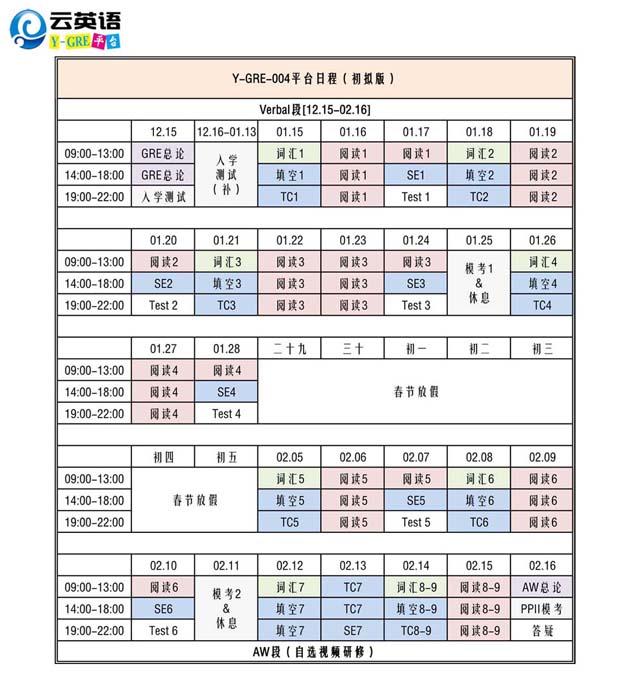 云英语
Y-GRE平台
Y-GRE-004平台日程（初拟版）
Verbal段[12.15-02.16]
12.15 12.16-01.13 01.15 01.16 01.17 01.18 01.19
09:00-13:00 GRE总论 入学测试（补） 词汇1 阅读1 阅读1 词汇2 阅读2
14:00-18:00 GRE总论 填空1 阅读1 SE1 填空2 阅读2
19:00-22:00 入学测试 TC1 阅读1 Test 1 TC2 阅读2
01.20 01.21 01.22 01.23 01.24 01.25 01.26
09:00-13:00 阅读2 词汇3 阅读3 阅读3 阅读3 模考1&休息 词汇4
14:00-18:00 SE2 填空3 阅读3 阅读3 SE3 填空4
19:00-22:00 Test 2 TC3 阅读3 阅读3 Test 3 TC4
01.27 01.28 二十九 三十 初一 初二 初三
09:00-13:00 阅读4 阅读4 春节放假
14:00-18:00 阅读4 SE4
19:00-22:00 阅读4 Test 4
初四 初五 02.05 02.06 02.07 02.08 02.09
09:00-13:00 春节放假 词汇5 阅读5 阅读5 词汇6 阅读6
14:00-18:00 填空5 阅读5 SE5 填空6 阅读6
19:00-22:00 TC5 阅读5 Test 5 TC6 阅读6
02.10 02.11 02.12 02.13 02.14 02.15 02.16
09:00-13:00 阅读6 模考2&休息 词汇7 TC7 词汇8-9 阅读8-9 AW总论
14:00-18:00 SE6 填空7 TC7 填空8-9 阅读8-9 PPII模考
19:00-22:00 Test 6 填空7 SE7 TC8-9 阅读8-9 答疑
AW段（自选视频研修）